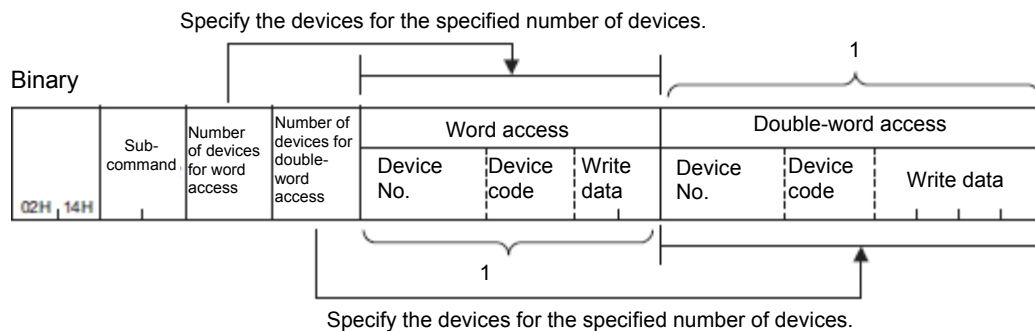 Specify the devices for the specified number of devices.
1
Binary
Sub-
command
Number
of devices
for word
access
Number of
devices for
double-
word
access
Word access
Double-word access
Device
No.
Device
code
Write
data
Device
No.
Device
code
Write data
02H 14H
1
Specify the devices for the specified number of devices.